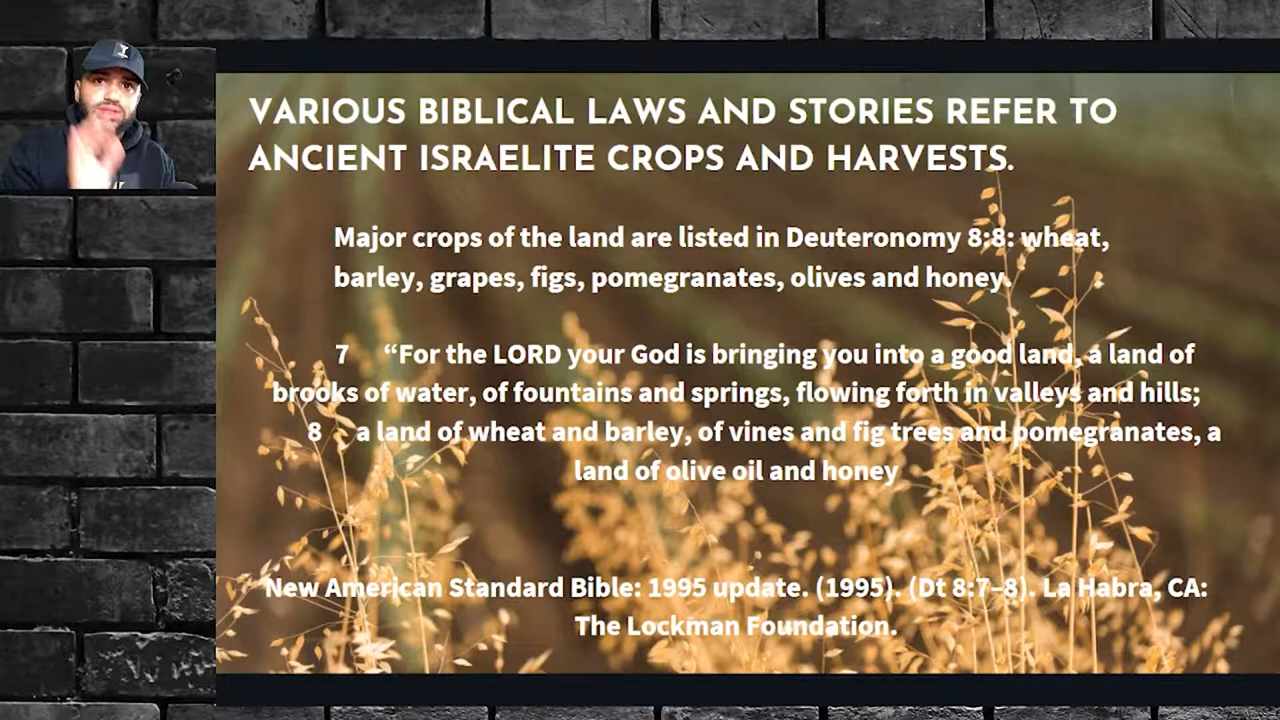 VARIOUS BIBLICAL LAWS AND STORIES REFER TO
ANCIENT ISRAELITE CROPS AND HARVESTS.
Major crops of the land are listed in Deuteronomy 8:8: wheat,
barley, grapes, figs, pomegranates, olives and honey.
7 “For the LORD your God is bringing you into a good land, a land of
brooks of water, of fountains and springs, flowing forth in valleys and hills;
8 a land of wheat and barley, of vines and fig trees and pomegranates, a
land of olive oil and honey
New American Standard Bible: 1995 update. (1995). (Dt 8:7–8). La Habra, CA:
The Lockman Foundation.